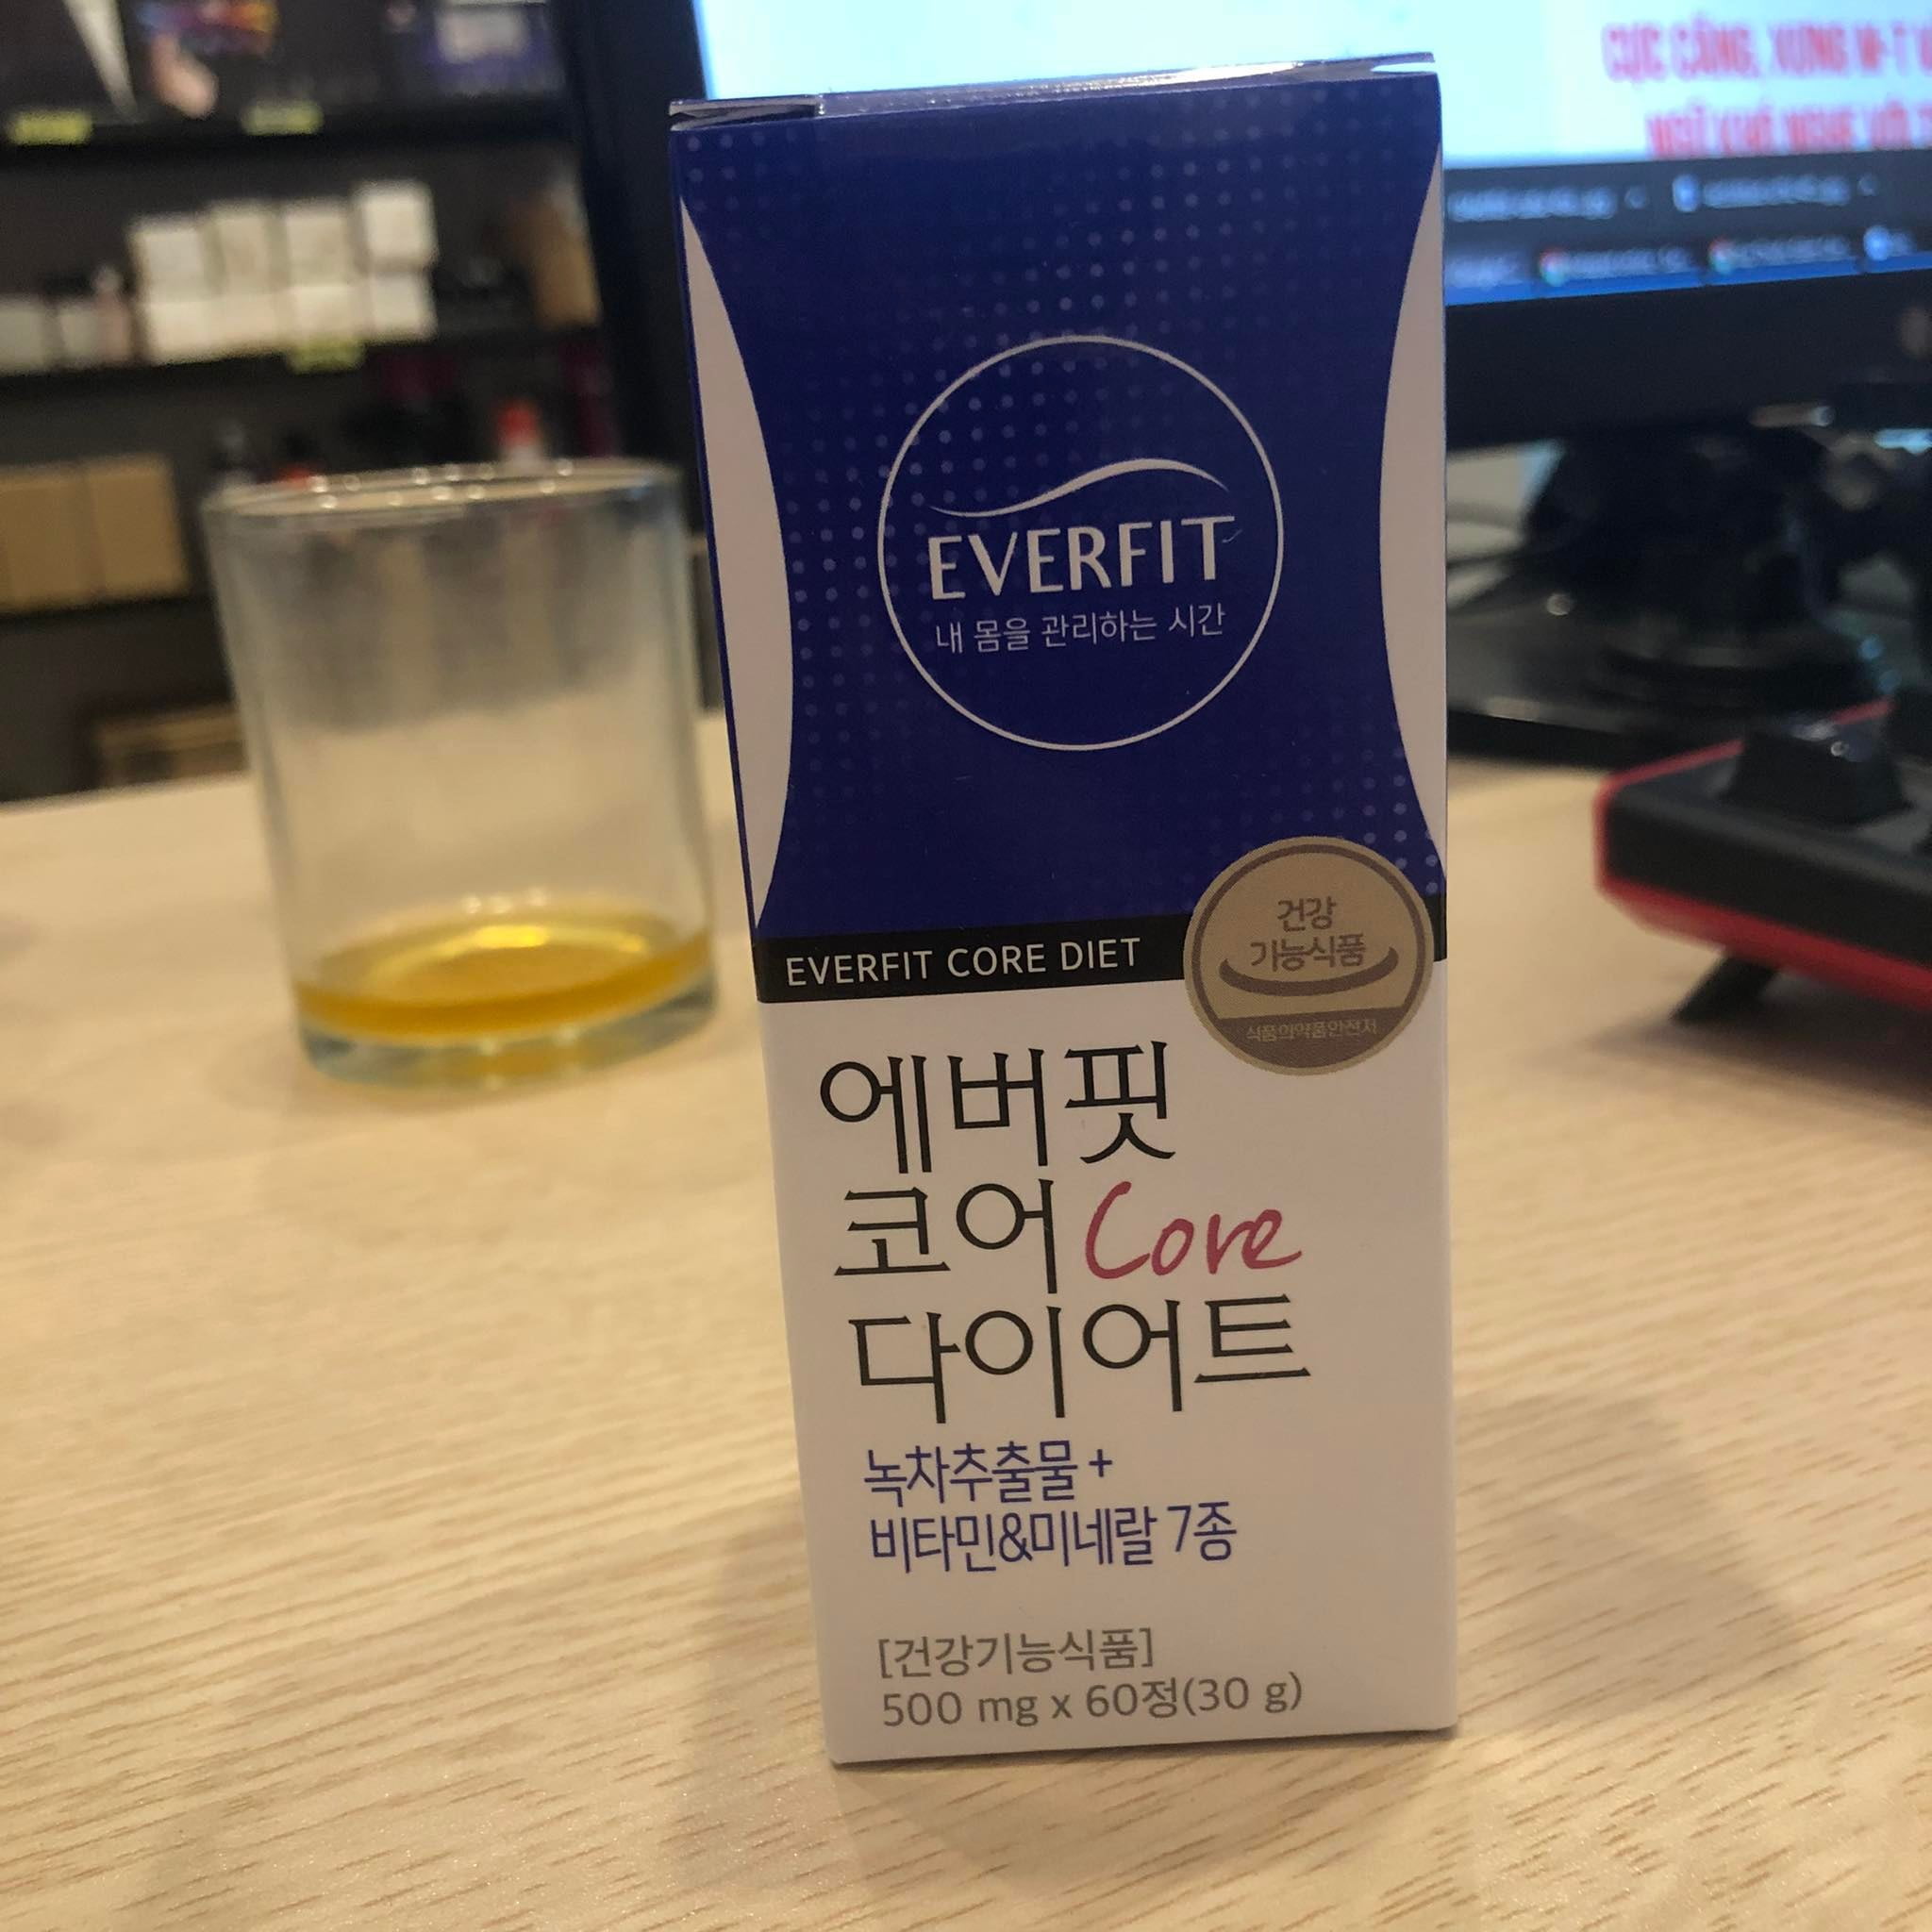 EVERFIT
내 몸을 관리하는 시간
EVERFIT CORE DIET
건강
기능식품
식품의약품안전처
에버핏
코어 Core
다이어트
녹차추출물 +
비타민&미네랄 7종
[건강기능식품]
500 mg x 60정(30 g)